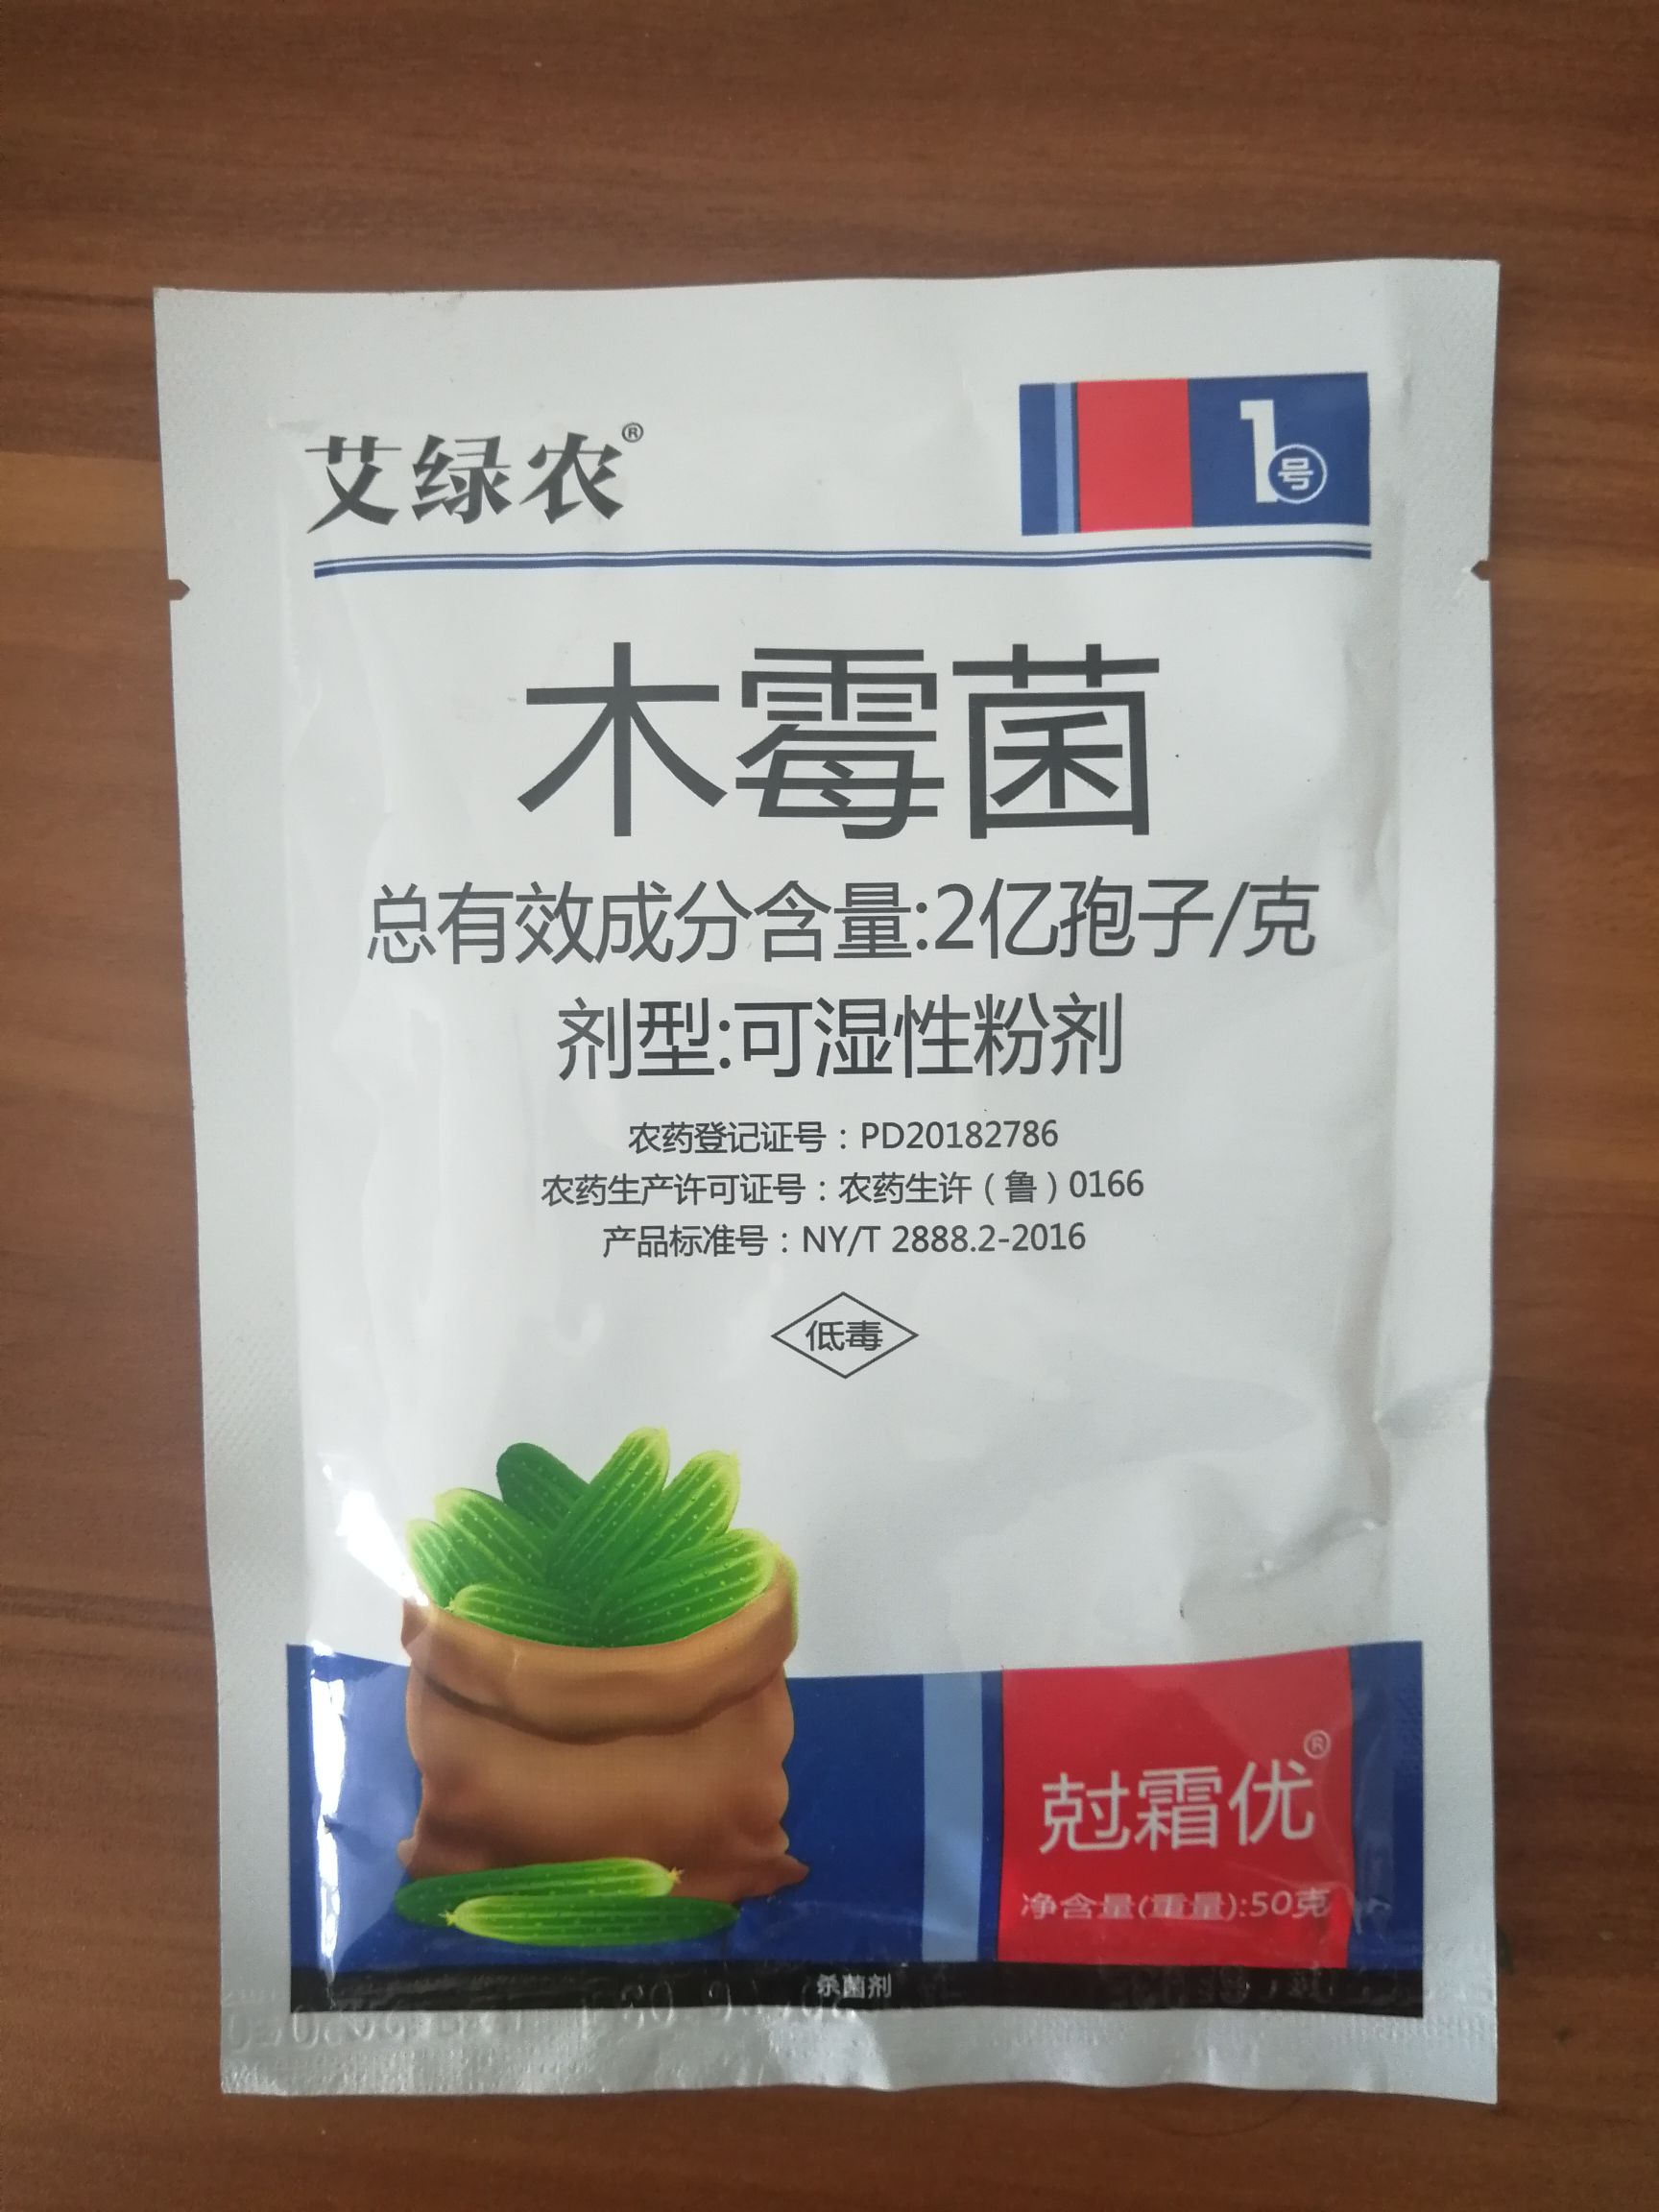 艾绿农®
1号
木霉菌
总有效成分含量:2亿孢子/克
剂型:可湿性粉剂
农药登记证号：PD20182786
农药生产许可证号：农药生许（鲁）0166
产品标准号：NY/T 2888.2-2016
低毒
兙霜优®
净含量(重量):50克
杀菌剂